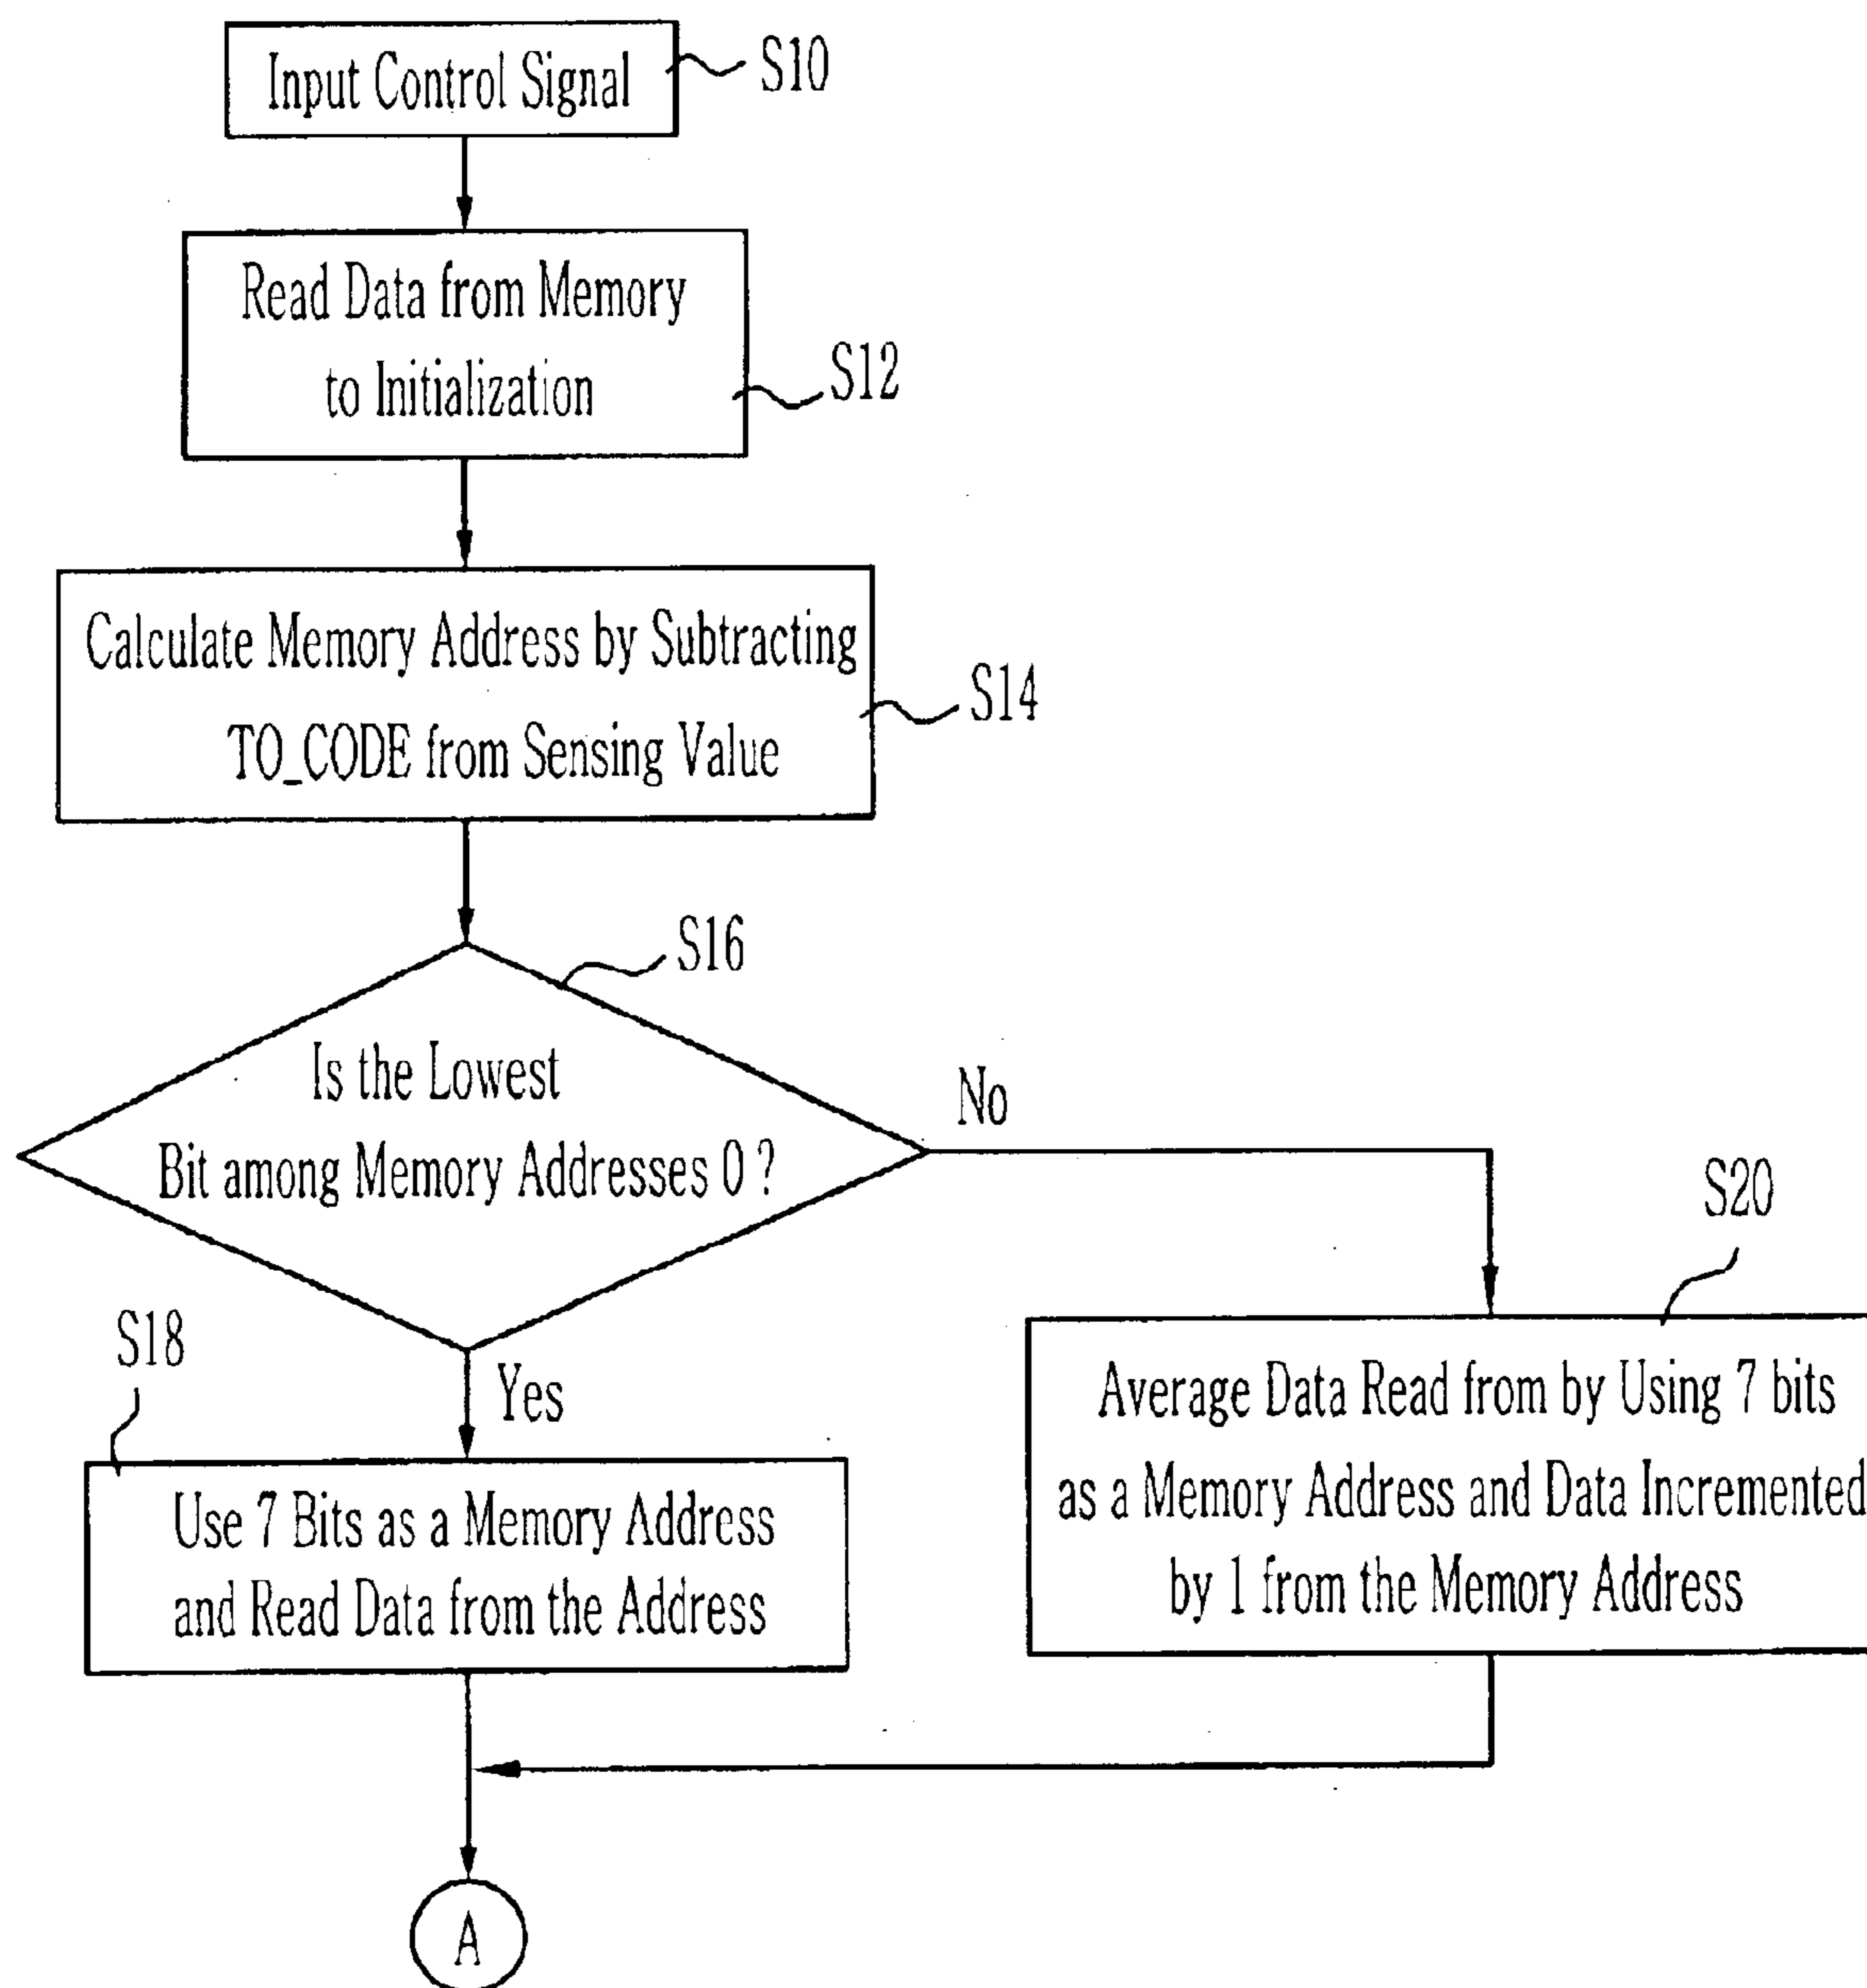 Input Control Signal
S10
Read Data from Memory
to Initialization
S12
Calculate Memory Address by Subtracting
TO_CODE from Sensing Value
S14
S16
Is the Lowest
Bit among Memory Addresses 0 ?
No
S20
S18
Yes
Average Data Read from by Using 7 bits
as a Memory Address and Data Incremented
by 1 from the Memory Address
Use 7 Bits as a Memory Address
and Read Data from the Address
A